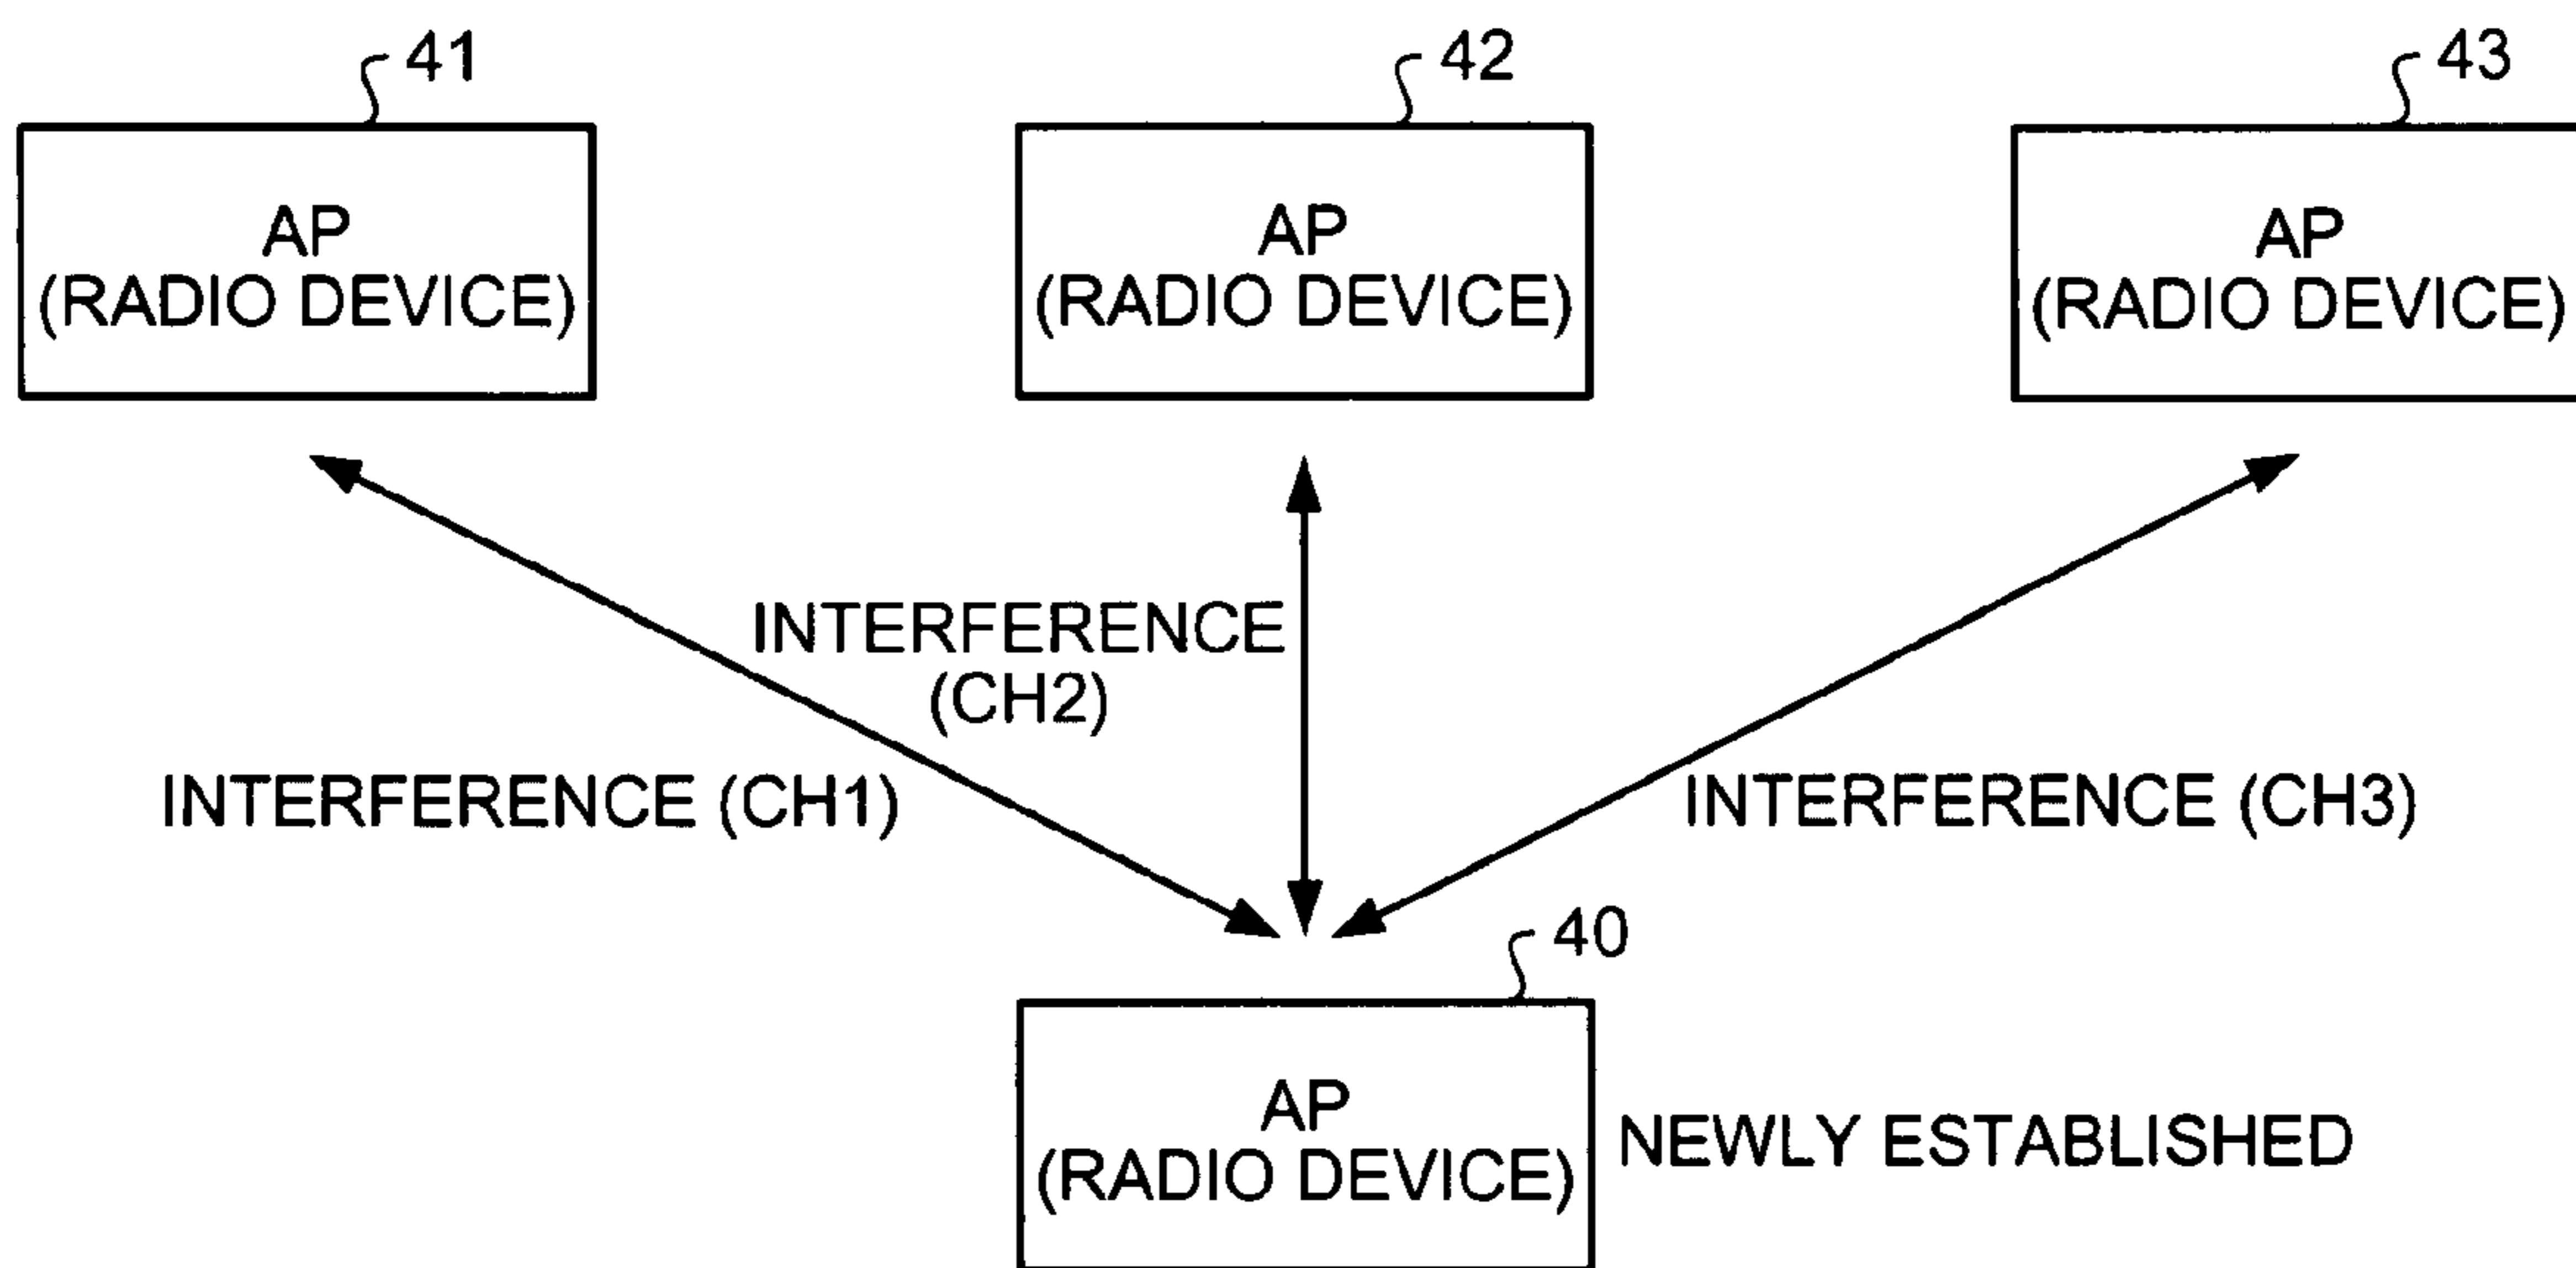 41
42
43
AP
(RADIO DEVICE)
AP
(RADIO DEVICE)
AP
(RADIO DEVICE)
INTERFERENCE
(CH2)
INTERFERENCE (CH1)
INTERFERENCE (CH3)
40
AP
(RADIO DEVICE)
NEWLY ESTABLISHED